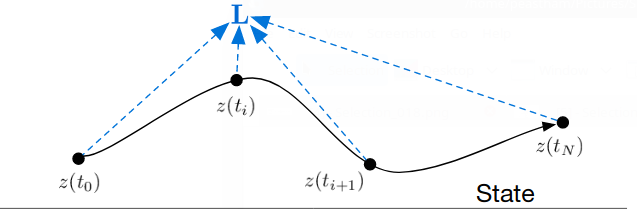 L
z(t_i)
z(t_0)
z(t_{i+1})
z(t_N)
State